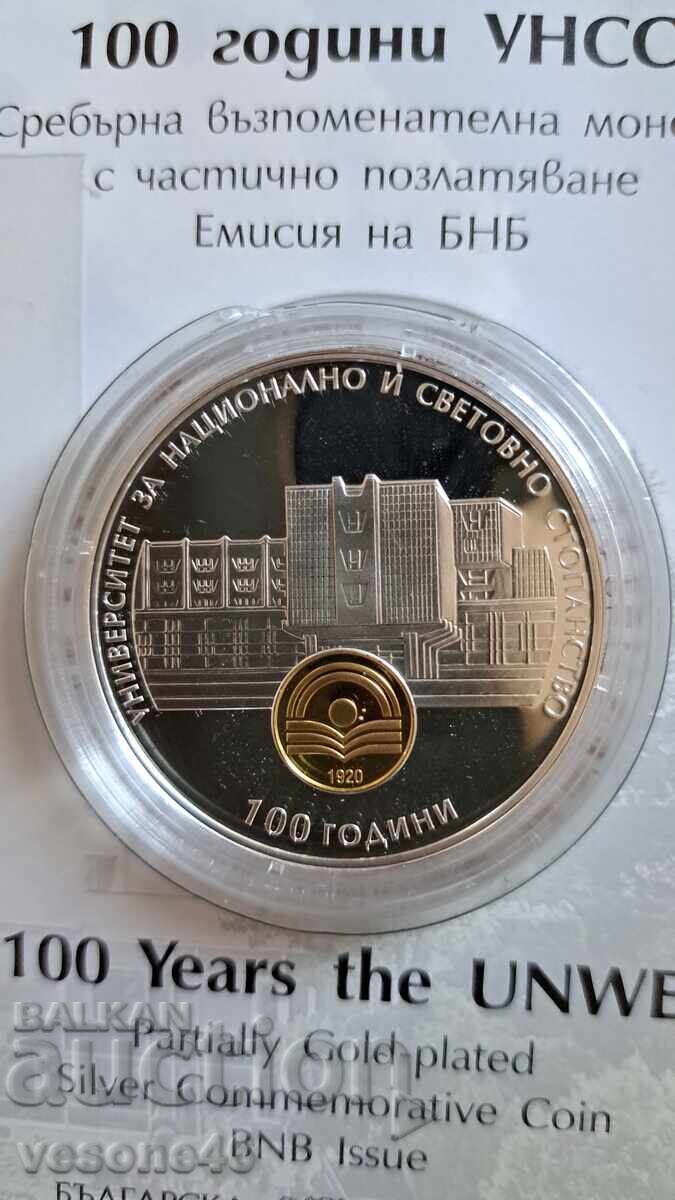 100 години УНСС
Сребърна възпоменателна моне
с частично позлатяване
Емисия на БНБ
УНИВЕРСИТЕТ ЗА НАЦИОНАЛНО И СВЕТОВНО СТОПАНСТВО
1920
100 ГОДИНИ
100 Years the UNWE
Partially Gold-plated
Silver Commemorative Coin
BNB Issue
BALKAN
auction
vesone46
БЪЛГАРСКА